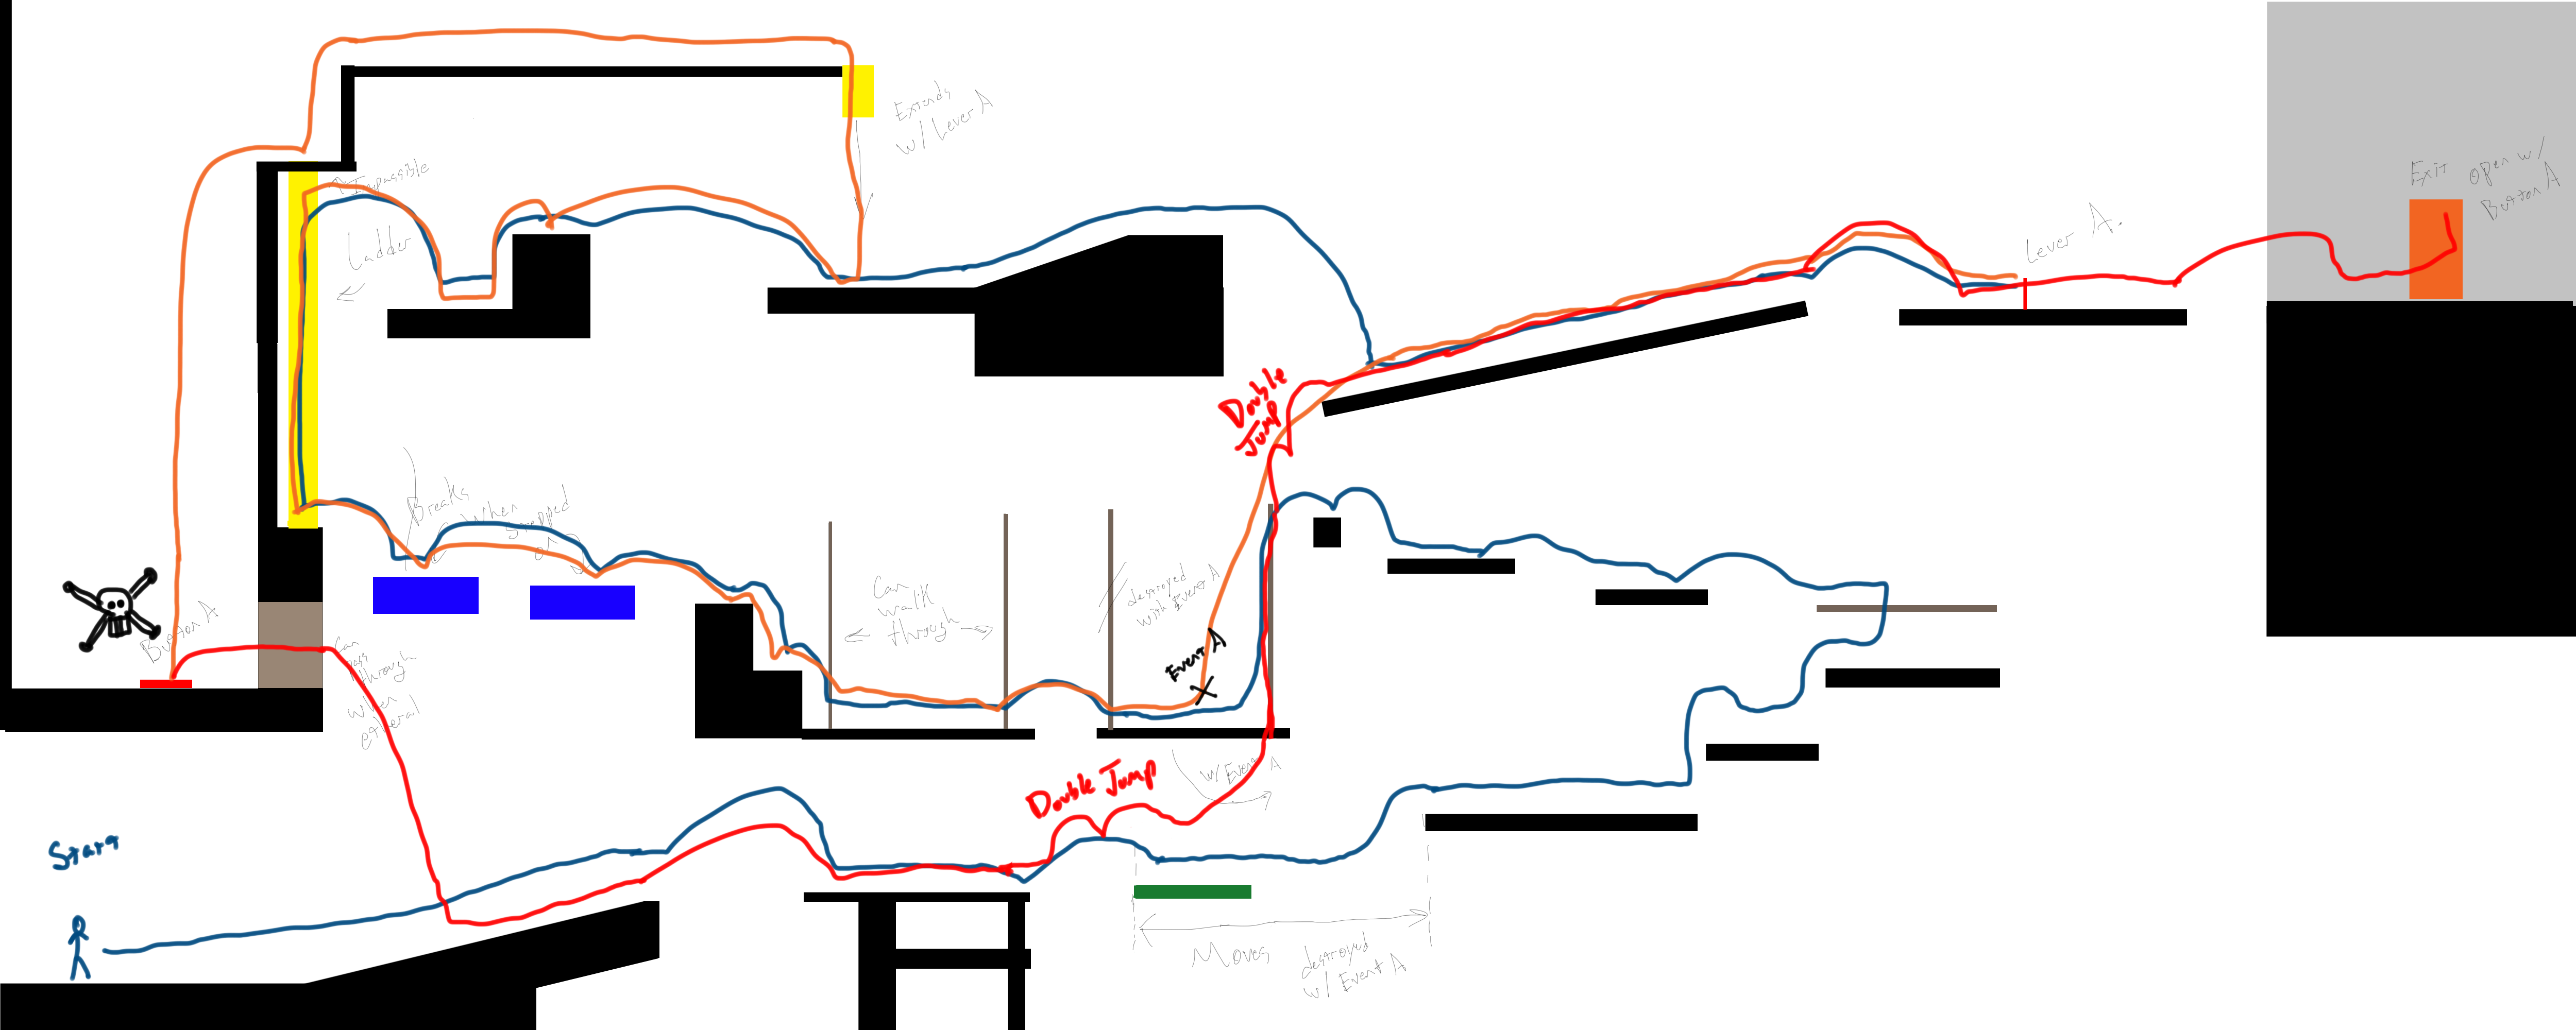 Extends
w/ Lever A
↑ Impassible
Ladder
Exit
open w/
Button A
Lever A.
Double
Jump
Breaks
when
stepped
on
Can
walk
through
destroyed
with Event A
Event A
Button A
Can
pass
through
when
etheral
Double Jump
w/ Event A
Start
Moves
destroyed
w/ Event A